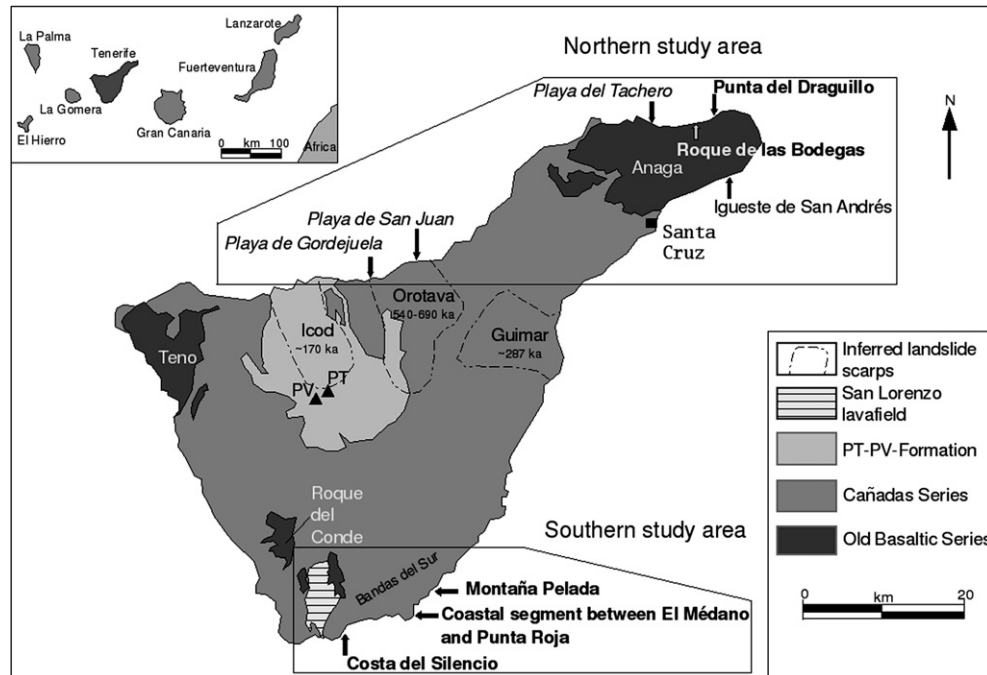 Lanzarote
La Palma
Tenerife
Fuerteventura
La Gomera
El Hierro
Gran Canaria
0 km 100
Africa
Northern study area
Playa del Tachero
Punta del Draguillo
N
Roque de las Bodegas
Anaga
Igueste de San Andrés
Santa
Cruz
Playa de San Juan
Playa de Gordejuela
Orotava
540-690 ka
Icod
~170 ka
Guimar
~287 ka
Teno
PT
PV
Inferred landslide
scarps
San Lorenzo
lavafield
PT-PV-Formation
Cañadas Series
Old Basaltic Series
Roque
del
Conde
Southern study area
Bandas del Sur
Montaña Pelada
Coastal segment between El Médano
and Punta Roja
Costa del Silencio
km
0 20